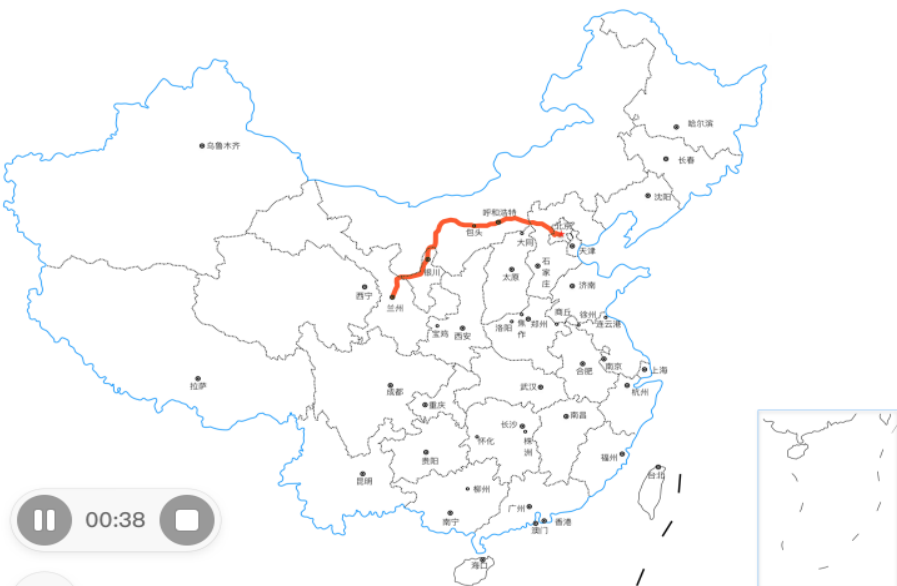 哈尔滨
长春
乌鲁木齐
沈阳
呼和浩特
北京
包头
大同
天津
银川
石家庄
太原
西宁
济南
兰州
商丘
徐州
连云港
洛阳
焦作
郑州
宝鸡
西安
南京
合肥
上海
拉萨
成都
武汉
杭州
重庆
南昌
长沙
株洲
怀化
贵阳
福州
台北
昆明
柳州
广州
南宁
香港
澳门
海口
00:38